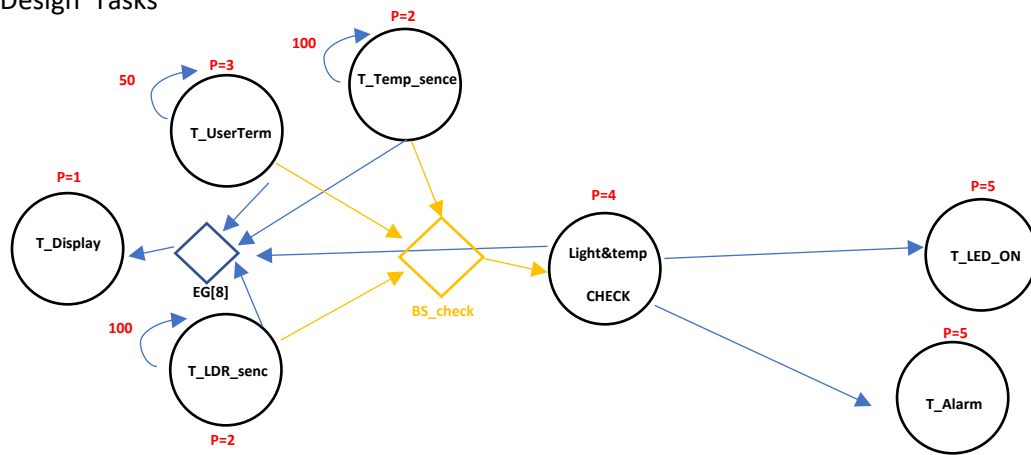 Design Tasks
P=2
100
T_Temp_sence
P=3
50
T_UserTerm
P=1
T_Display
EG[8]
BS_check
P=4
Light&temp
CHECK
P=5
T_LED_ON
100
T_LDR_senc
P=2
P=5
T_Alarm